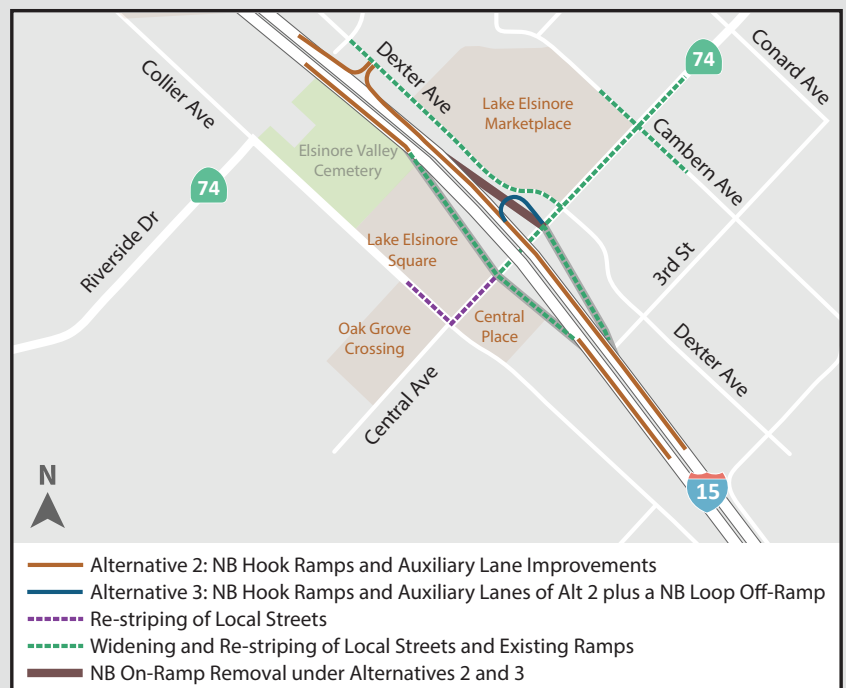 Conard Ave
Dexter Ave
74
Collier Ave
Lake Elsinore
Marketplace
Cambern Ave
Elsinore Valley
Cemetery
74
Riverside Dr
Lake Elsinore
Square
3rd St
Central
Place
Oak Grove
Crossing
Dexter Ave
Central Ave
N
15
Alternative 2: NB Hook Ramps and Auxiliary Lane Improvements
Alternative 3: NB Hook Ramps and Auxiliary Lanes of Alt 2 plus a NB Loop Off-Ramp
Re-striping of Local Streets
Widening and Re-striping of Local Streets and Existing Ramps
NB On-Ramp Removal under Alternatives 2 and 3